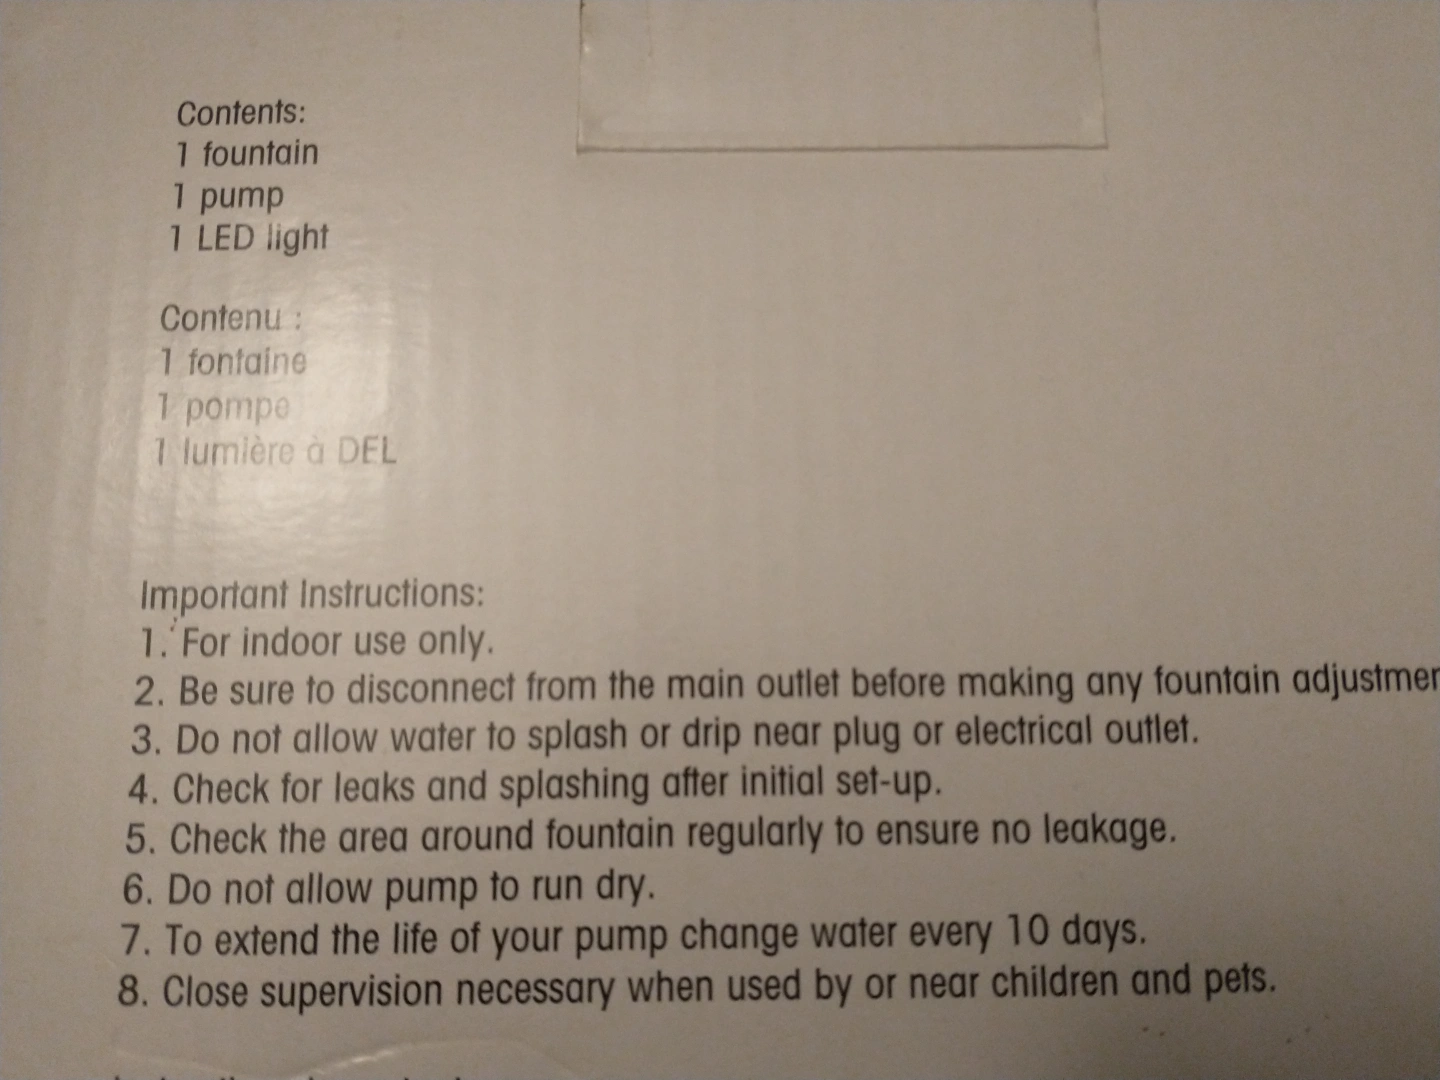 Contents:
1 fountain
1 pump
1 LED light
Contenu :
1 fontaine
1 pompe
1 lumière à DEL
Important Instructions:
1. For indoor use only.
2. Be sure to disconnect from the main outlet before making any fountain
3. Do not allow water to splash or drip near plug or electrical outlet.
4. Check for leaks and splashing after initial set-up.
5. Check the area around fountain regularly to ensure no leakage.
6. Do not allow pump to run dry.
7. To extend the life of your pump change water every 10 days.
8. Close supervision necessary when used by or near children and pets.